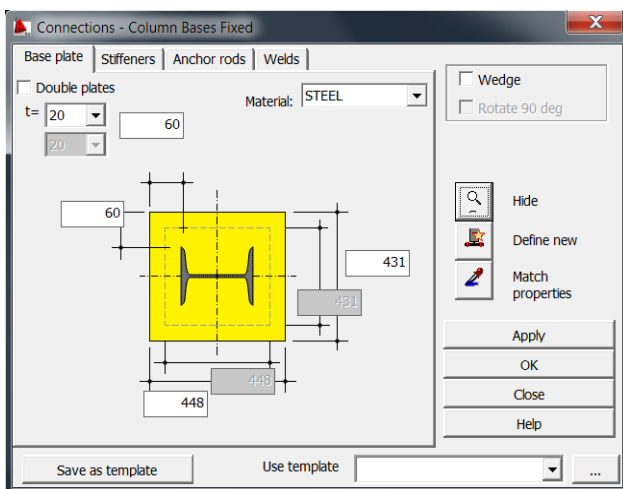 Connections - Column Bases Fixed
Base plate
Stiffeners
Anchor rods
Welds
Double plates
t=
20
20
60
Material:
STEEL
60
431
431
448
448
Wedge
Rotate 90 deg
Hide
Define new
Match
properties
Apply
OK
Close
Help
Save as template
Use template
...